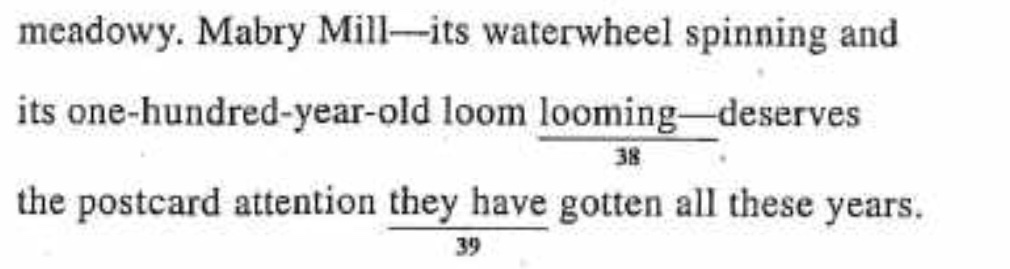 meadowy. Mabry Mill—its waterwheel spinning and
its one-hundred-year-old loom looming—deserves
38
the postcard attention they have gotten all these years.
39